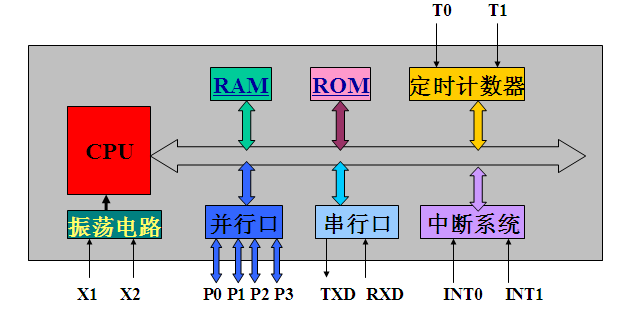 T0 T1
RAM ROM 定时计数器
CPU
振荡电路 并行口 串行口 中断系统
X1 X2 P0 P1 P2 P3 TXD RXD INT0 INT1